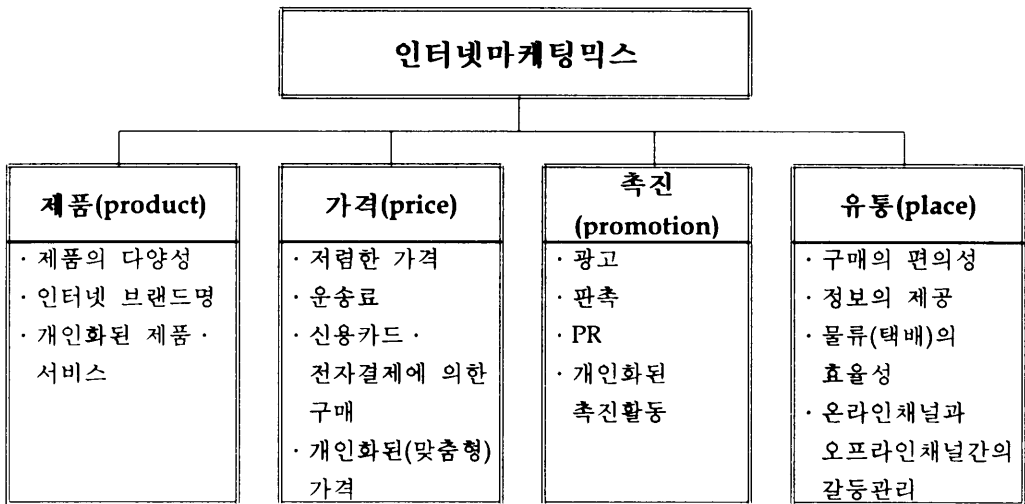 인터넷마케팅믹스
제품(product)
· 제품의 다양성
· 인터넷 브랜드명
· 개인화된 제품 ·
서비스
가격(price)
· 저렴한 가격
· 운송료
· 신용카드 ·
전자결제에 의한
구매
· 개인화된(맞춤형)
가격
촉진
(promotion)
· 광고
· 판촉
· PR
· 개인화된
촉진활동
유통(place)
· 구매의 편의성
· 정보의 제공
· 물류(택배)의
효율성
· 온라인채널과
오프라인채널간의
갈등관리